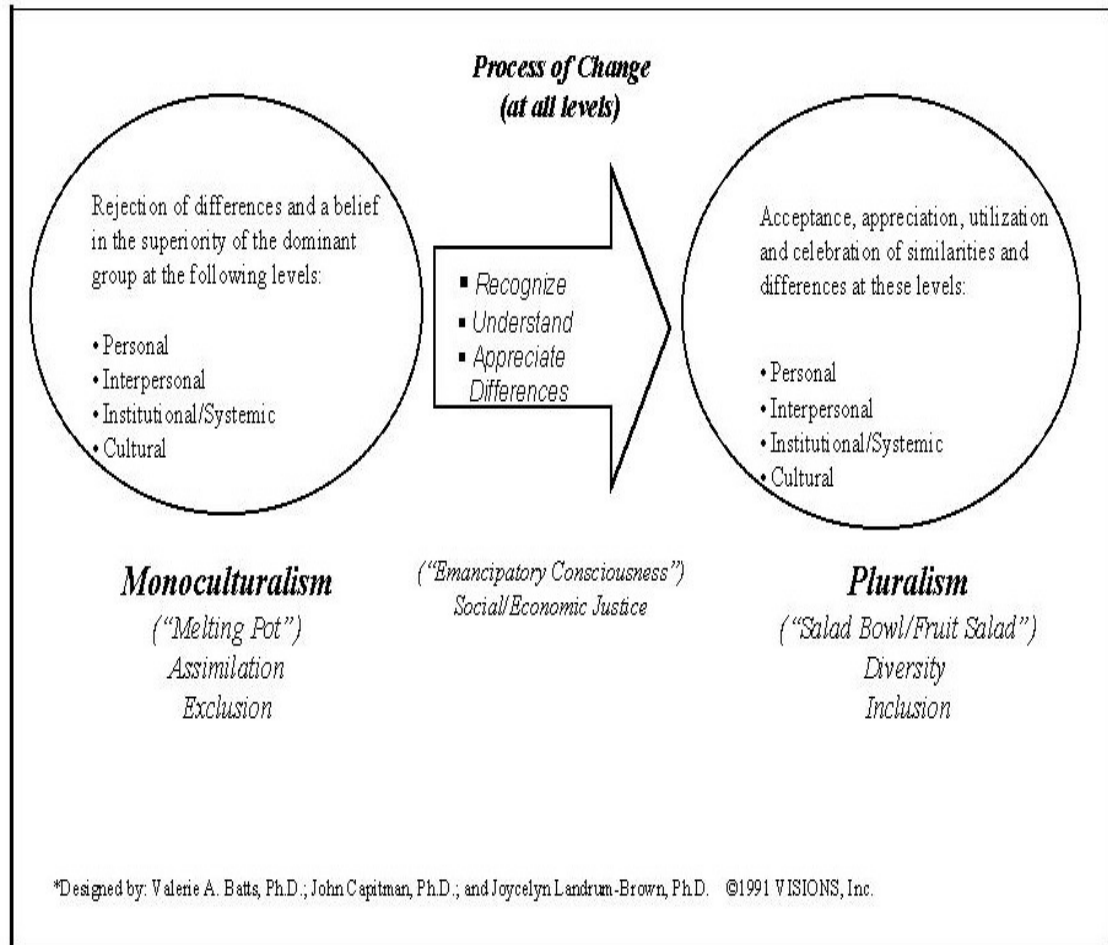 Process of Change
(at all levels)
Rejection of differences and a belief
in the superiority of the dominant
group at the following levels:
• Personal
• Interpersonal
• Institutional/Systemic
• Cultural
▪ Recognize
▪ Understand
▪ Appreciate
Differences
Acceptance, appreciation, utilization
and celebration of similarities and
differences at these levels:
• Personal
• Interpersonal
• Institutional/Systemic
• Cultural
Monoculturalism
("Melting Pot")
Assimilation
Exclusion
("Emancipatory Consciousness")
Social/Economic Justice
Pluralism
("Salad Bowl/Fruit Salad")
Diversity
Inclusion
*Designed by: Valerie A. Batts, Ph.D.; John Capitman, Ph.D.; and Joycelyn Landrum-Brown, Ph.D. ©1991 VISIONS, Inc.